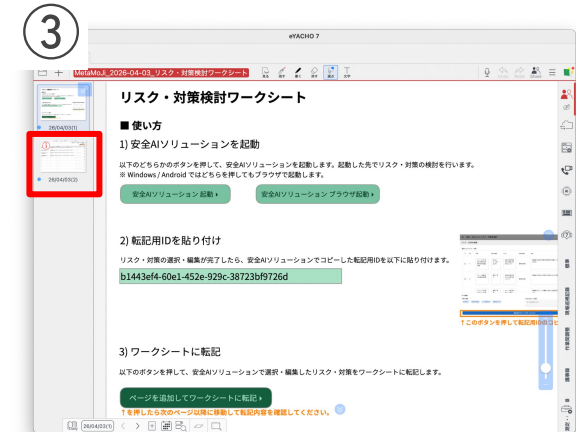 ③
eYACHO 7
MetaMoJi_2026-04-03_リスク・対策検討ワークシート
リスク・対策検討ワークシート
■ 使い方
1) 安全AIソリューションを起動
以下のどちらかのボタンを押して、安全AIソリューションを起動します。起動した先でリスク・対策の検討を行います。
※ Windows / Android ではどちらを押してもブラウザで起動します。
安全AIソリューション 起動
安全AIソリューション ブラウザ起動
26/04/03(1)
26/04/03(2)
2) 転記用IDを貼り付け
リスク・対策の選択・編集が完了したら、安全AIソリューションでコピーした転記用IDを以下に貼り付けます。
b1443ef4-60e1-452e-929c-38723bf9726d
↑このボタンを押して転記用IDのコピ
3) ワークシートに転記
以下のボタンを押して、安全AIソリューションで選択・編集したリスク・対策をワークシートに転記します。
ページを追加してワークシートに転記
↑を押したら次のページ以降に移動して転記内容を確認してください。
26/04/03(1)